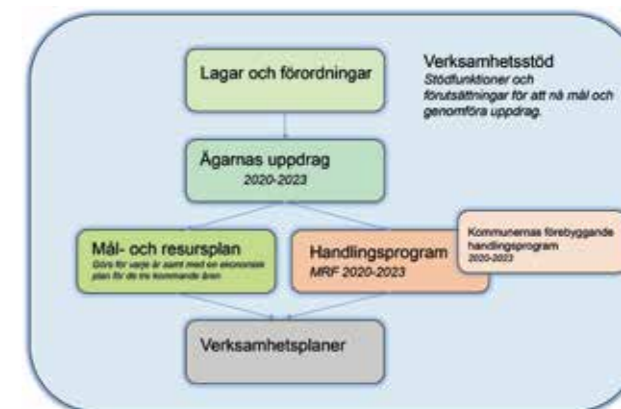 Lagar och förordningar
Verksamhetsstöd
Stödfunktioner och
förutsättningar för att nå mål och
genomföra uppdrag.
Ägarnas uppdrag
2020-2023
Mål- och resursplan
Görs för varje år samt med en ekonomisk
plan för de tre kommande åren
Handlingsprogram
MRF 2020-2023
Kommunernas förebyggande
handlingsprogram
2020-2023
Verksamhetsplaner